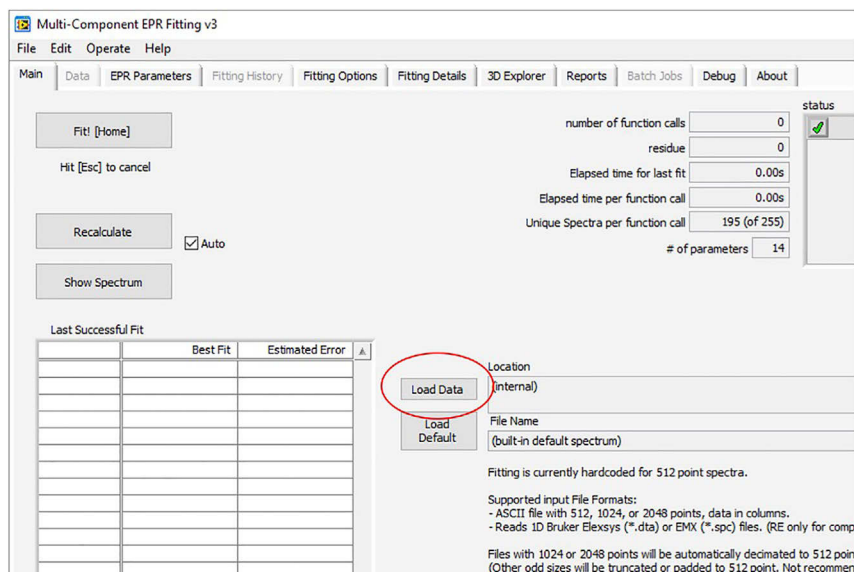 Multi-Component EPR Fitting v3
File Edit Operate Help
Main Data EPR Parameters Fitting History Fitting Options Fitting Details 3D Explorer Reports Batch Jobs Debug About
status
Fit! [Home]
Hit [Esc] to cancel
number of function calls 0
residue 0
Elapsed time for last fit 0.00s
Elapsed time per function call 0.00s
Unique Spectra per function call 195 (of 255)
# of parameters 14
Recalculate
Auto
Show Spectrum
Last Successful Fit
Best Fit Estimated Error
Load Data
Location
(internal)
Load
Default
File Name
(built-in default spectrum)
Fitting is currently hardcoded for 512 point spectra.
Supported input File Formats:
- ASCII file with 512, 1024, or 2048 points, data in columns.
- Reads 1D Bruker Elexsys (*.dta) or EMX (*.spc) files. (RE only for comp
Files with 1024 or 2048 points will be automatically decimated to 512 poin
(Other odd sizes will be truncated or padded to 512 point. Not recommen